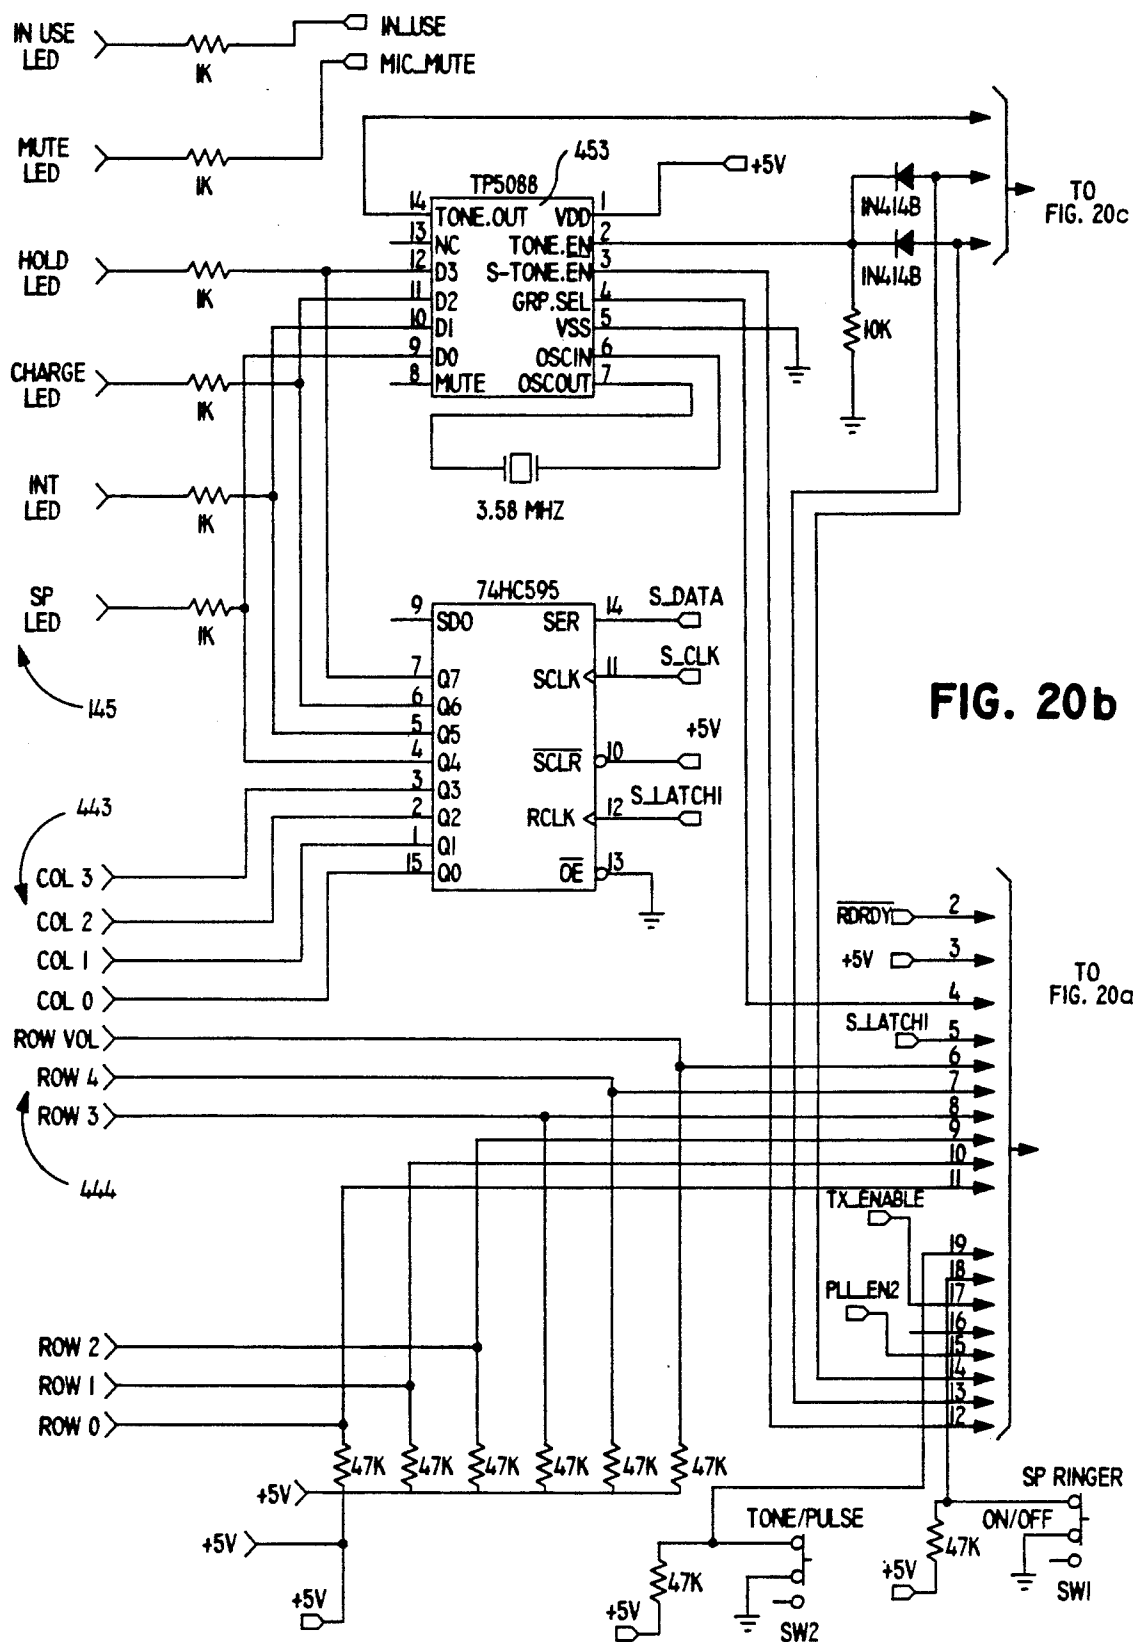 IN USE
LED
1K
IN_USE
MIC_MUTE
MUTE
LED
1K
453
TP5088
+5V
1N414B
1N414B
TO
FIG. 20c
14 TONE.OUT VDD 1
13 NC TONE.EN 2
12 D3 S-TONE.EN 3
11 D2 GRP.SEL 4
10 D1 VSS 5
9 D0 OSCIN 6
8 MUTE OSCOUT 7
HOLD
LED
1K
10K
CHARGE
LED
1K
3.58 MHZ
INT
LED
1K
SP
LED
1K
145
74HC595
9 SDO SER 14 S_DATA
7 Q7 SCLK 11 S_CLK
6 Q6
5 Q5 +5V
4 Q4 SCLR 10
3 Q3 S_LATCH1
2 Q2 RCLK 12
1 Q1
15 Q0 OE 13
FIG. 20b
443
COL 3
COL 2
COL 1
COL 0
ROW VOL
ROW 4
ROW 3
444
RDRDY 2
+5V 3
4
S_LATCH1 5
6
7
8
9
10
11
TO
FIG. 20a
TX_ENABLE
19
18
17
PLL_EN2
16
15
14
13
12
ROW 2
ROW 1
ROW 0
47K 47K 47K 47K 47K 47K
+5V
+5V
+5V
TONE/PULSE
47K
+5V
SW2
SP RINGER
ON/OFF
47K
+5V
SW1